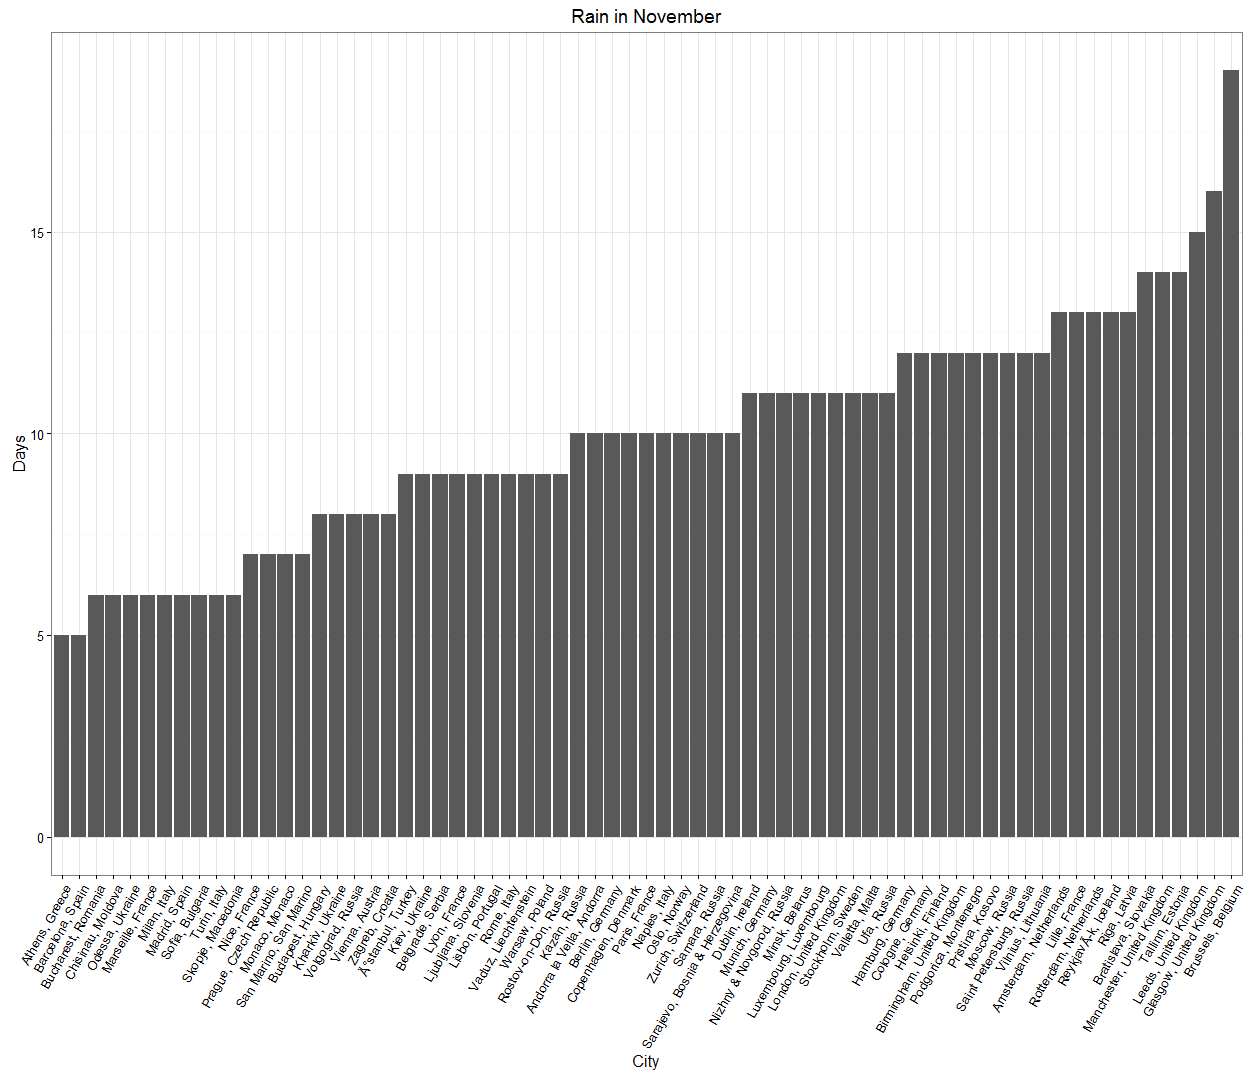 Rain in November
Days
15
10
5
0
Athens, Greece
Barcelona, Spain
Bucharest, Romania
Chisinau, Moldova
Odessa, Ukraine
Marseille, France
Milan, Italy
Madrid, Spain
Sofia, Bulgaria
Turin, Italy
Skopje, Macedonia
Nice, France
Prague, Czech Republic
Monaco, Monaco
San Marino, San Marino
Budapest, Hungary
Kharkiv, Ukraine
Volgograd, Russia
Vienna, Austria
Zagreb, Croatia
Ä°stanbul, Turkey
Kiev, Ukraine
Belgrade, Serbia
Lyon, France
Ljubljana, Slovenia
Lisbon, Portugal
Rome, Italy
Vaduz, Liechtenstein
Warsaw, Poland
Rostov-on-Don, Russia
Kazan, Russia
Andorra la Vella, Andorra
Berlin, Germany
Copenhagen, Denmark
Paris, France
Naples, Italy
Oslo, Norway
Zurich, Switzerland
Samara, Russia
Sarajevo, Bosnia & Herzegovina
Dublin, Ireland
Munich, Germany
Nizhny & Novgorod, Russia
Minsk, Belarus
Luxembourg, Luxembourg
London, United Kingdom
Stockholm, Sweden
Valletta, Malta
Ufa, Russia
Hamburg, Germany
Cologne, Germany
Helsinki, Finland
Birmingham, United Kingdom
Podgorica, Montenegro
Pristina, Kosovo
Moscow, Russia
Saint Petersburg, Russia
Vilnius, Lithuania
Amsterdam, Netherlands
Lille, France
Rotterdam, Netherlands
ReykjavÃ-k, Iceland
Riga, Latvia
Bratislava, Slovakia
Manchester, United Kingdom
Tallinn, Estonia
Leeds, United Kingdom
Glasgow, United Kingdom
Brussels, Belgium
City